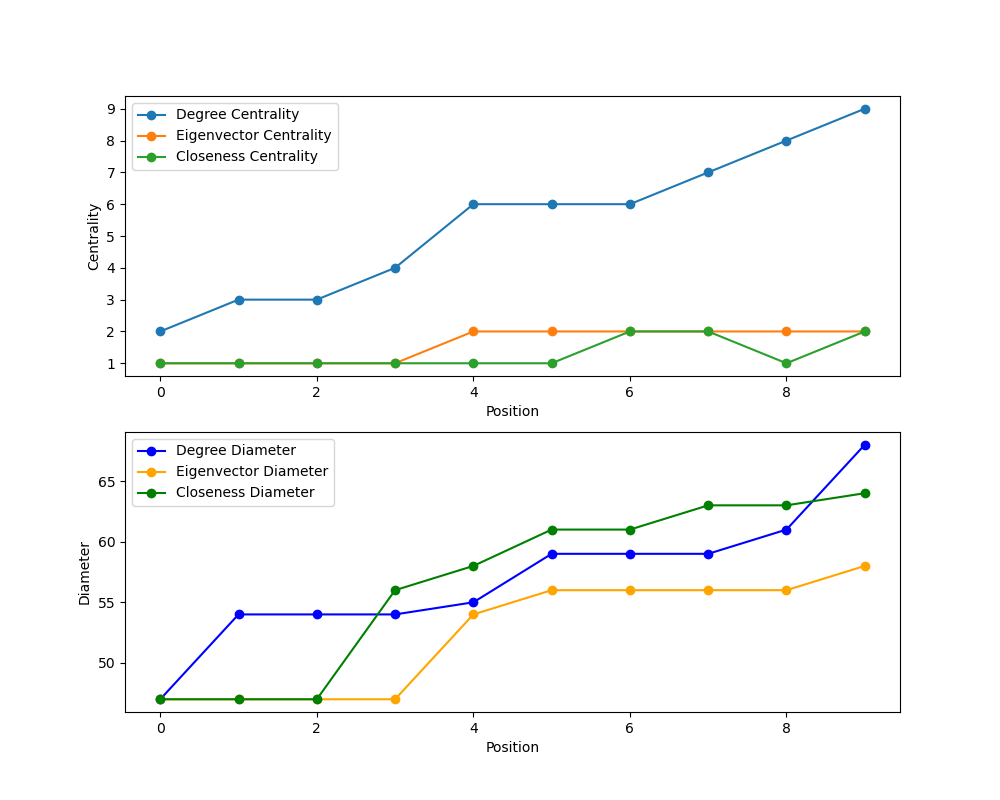 Degree Centrality
Eigenvector Centrality
Closeness Centrality
Centrality
9
8
7
6
5
4
3
2
1
0 2 4 6 8
Position
Degree Diameter
Eigenvector Diameter
Closeness Diameter
Diameter
65
60
55
50
0 2 4 6 8
Position